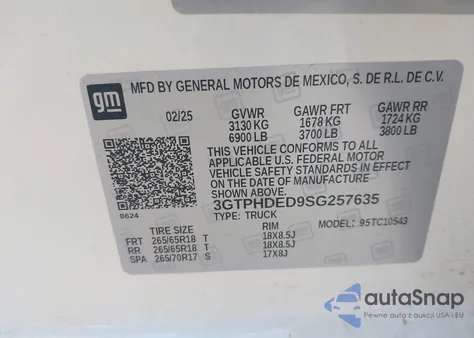 gm
MFD BY GENERAL MOTORS DE MEXICO, S. DE R.L. DE C.V.
02/25 GVWR GAWR FRT GAWR RR
3130 KG 1678 KG 1724 KG
6900 LB 3700 LB 3800 LB
THIS VEHICLE CONFORMS TO ALL
APPLICABLE U.S. FEDERAL MOTOR
VEHICLE SAFETY STANDARDS IN EFFECT
ON THE DATE OF MANUFACTURE
SHOWN ABOVE.
3GTPHDED9SG257635
B624
TYPE: TRUCK MODEL: 95TC10543
TIRE SIZE RIM
FRT 265/65R18 T 18X8.5J
RR 265/65R18 T 18X8.5J
SPA 265/70R17 S 17X8J
autoSnap
Pewne auta z USA i EU